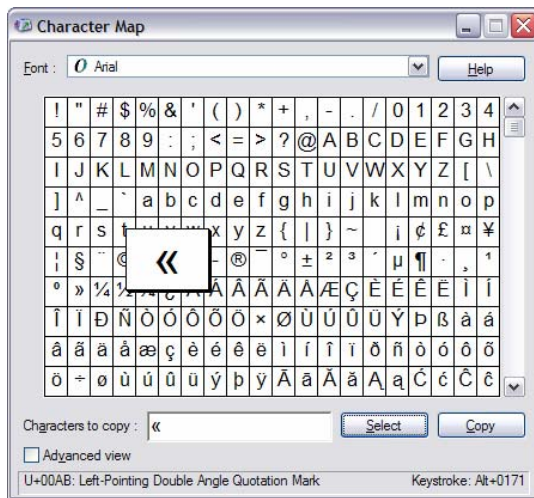 Character Map
Font : O Arial Help
! " # $ % & ' ( ) * + , - . / 0 1 2 3 4
5 6 7 8 9 : ; < = > ? @ A B C D E F G H
I J K L M N O P Q R S T U V W X Y Z [ \
] ^ _ ` a b c d e f g h i j k l m n o p
q r s t u v w x y z { | } ~ ¡ ¢ £ ¤ ¥
¦ § ¨ © « - ® ¯ ° ± ² ³ ´ µ ¶ · ¸ ¹
º » ¼ ½ ¾ ¿ À Á Â Ã Ä Å Æ Ç È É Ê Ë Ì Í
Î Ï Ð Ñ Ò Ó Ô Õ Ö × Ø Ù Ú Û Ü Ý Þ ß à á
â ã ä å æ ç è é ê ë ì í î ï ð ñ ò ó ô õ
ö ÷ ø ù ú û ü ý þ ÿ Ā ā Ă ă Ą ą Ć ć Ĉ ĉ
Characters to copy : « Select Copy
Advanced view
U+00AB: Left-Pointing Double Angle Quotation Mark Keystroke: Alt+0171